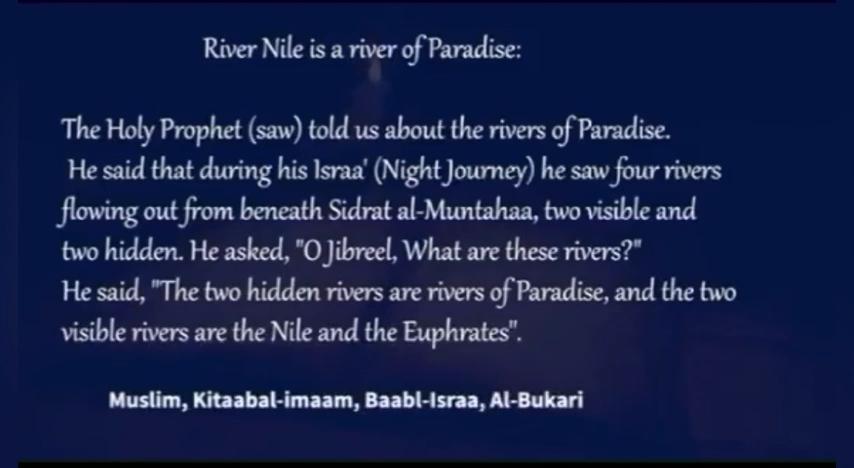 River Nile is a river of Paradise:
The Holy Prophet (saw) told us about the rivers of Paradise.
He said that during his Israa' (Night Journey) he saw four rivers
flowing out from beneath Sidrat al-Muntahaa, two visible and
two hidden. He asked, "O Jibreel, What are these rivers?"
He said, "The two hidden rivers are rivers of Paradise, and the two
visible rivers are the Nile and the Euphrates".
Muslim, Kitaabal-imaam, Baabl-Israa, Al-Bukari